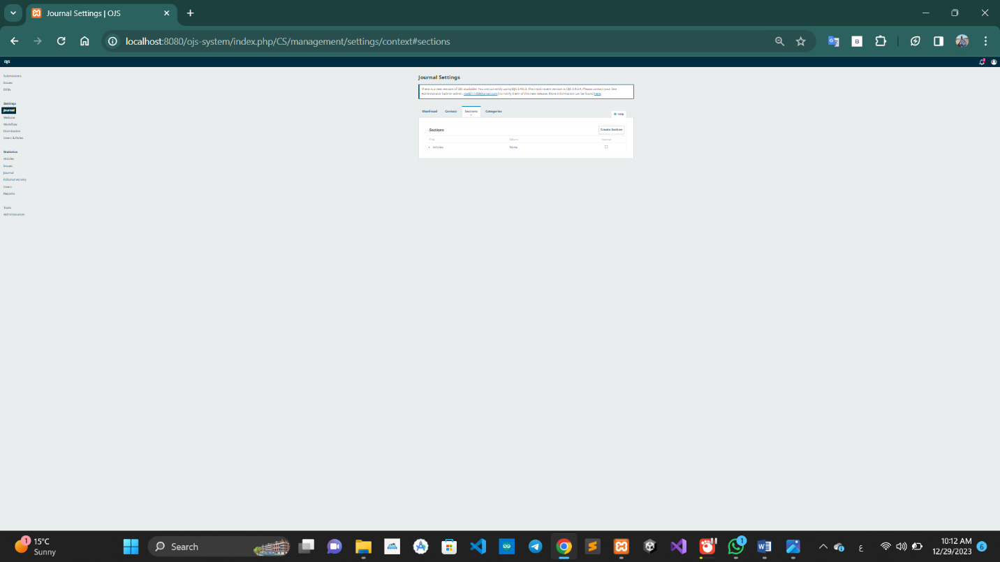 Journal Settings | OJS
localhost:8080/ojs-system/index.php/CS/management/settings/context#sections
OJS
Submissions
Issues
DOIs
Settings
Journal
Website
Workflow
Distribution
Users & Roles
Statistics
Articles
Issues
Journal
Editorial Activity
Users
Reports
Tools
Administration
Journal Settings
There is a new version of OJS available! You are currently using OJS 3.4.0.3. The most recent version is OJS 3.4.0.4. Please contact your Site
Administrator (admin admin, @gmail.com) to notify them of this new release. More information can be found here.
Masthead Contact Sections Categories
Help
Sections Create Section
Title Editors Inactive
Articles None
1 15°C
Sunny
Search
1
ع
10:12 AM
12/29/2023
6